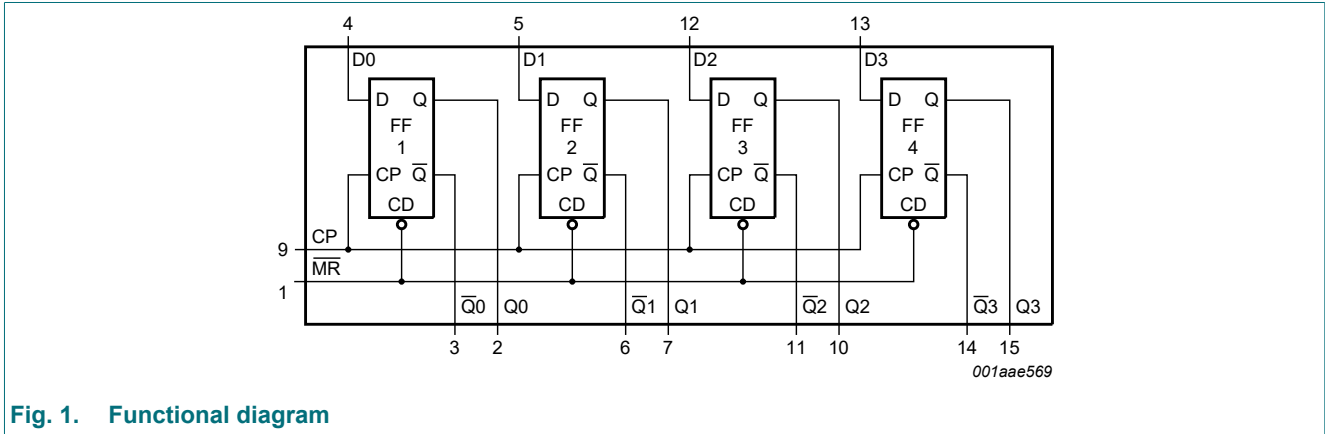 4 5 12 13
D0 D1 D2 D3
D Q D Q D Q D Q
FF FF FF FF
1 2 3 4
CP Q̅ CP Q̅ CP Q̅ CP Q̅
CD CD CD CD
9 CP
1 M̅R̅
Q̅0 Q0 Q̅1 Q1 Q̅2 Q2 Q̅3 Q3
3 2 6 7 11 10 14 15
001aae569
Fig. 1. Functional diagram